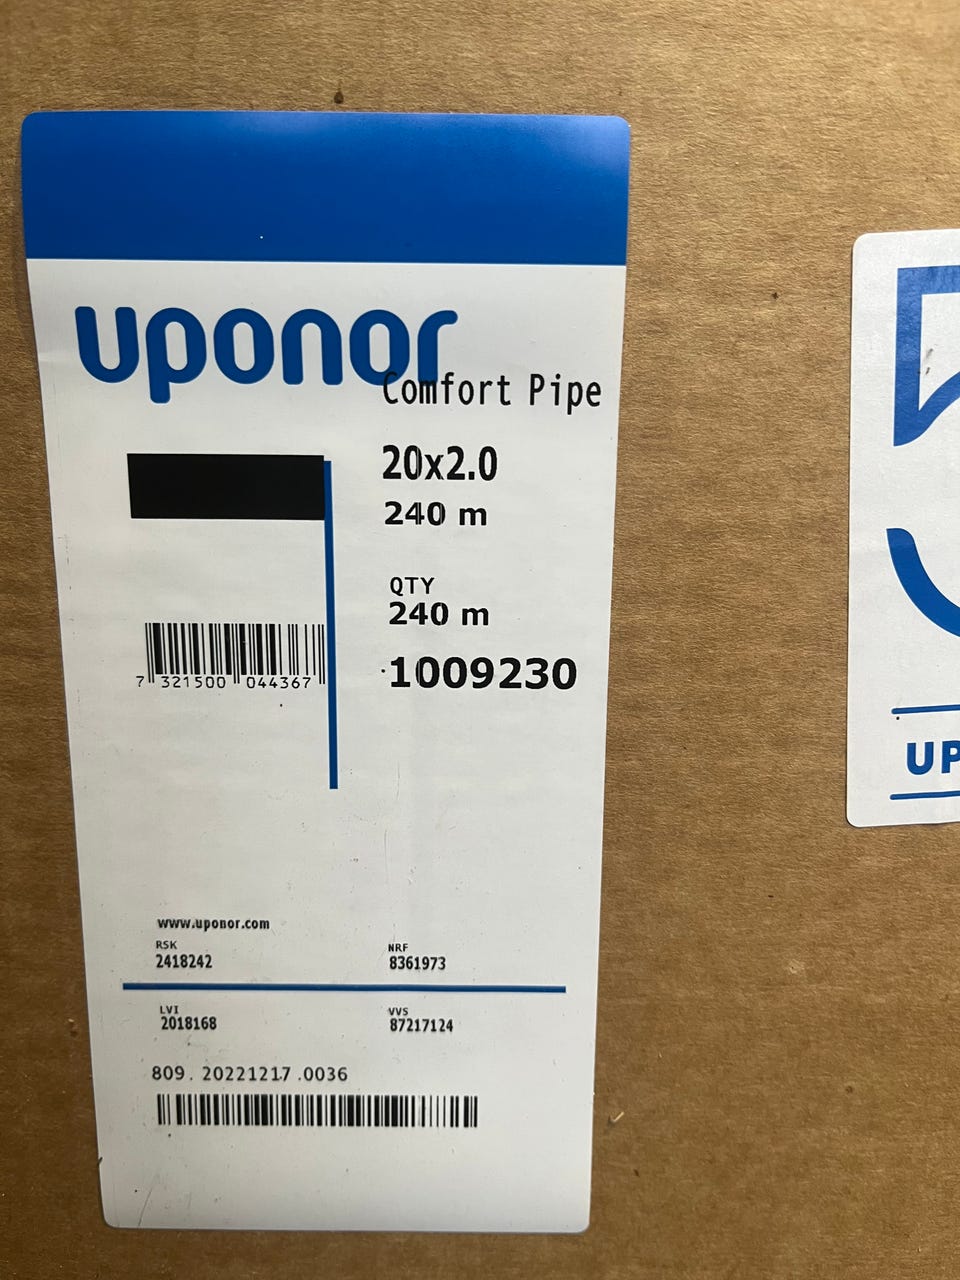 uponor
Comfort Pipe
20x2.0
240 m
QTY
240 m
1009230
7 321500 044367
www.uponor.com
RSK
2418242
NRF
8361973
LVI
2018168
VVS
87217124
809. 20221217.0036
UP